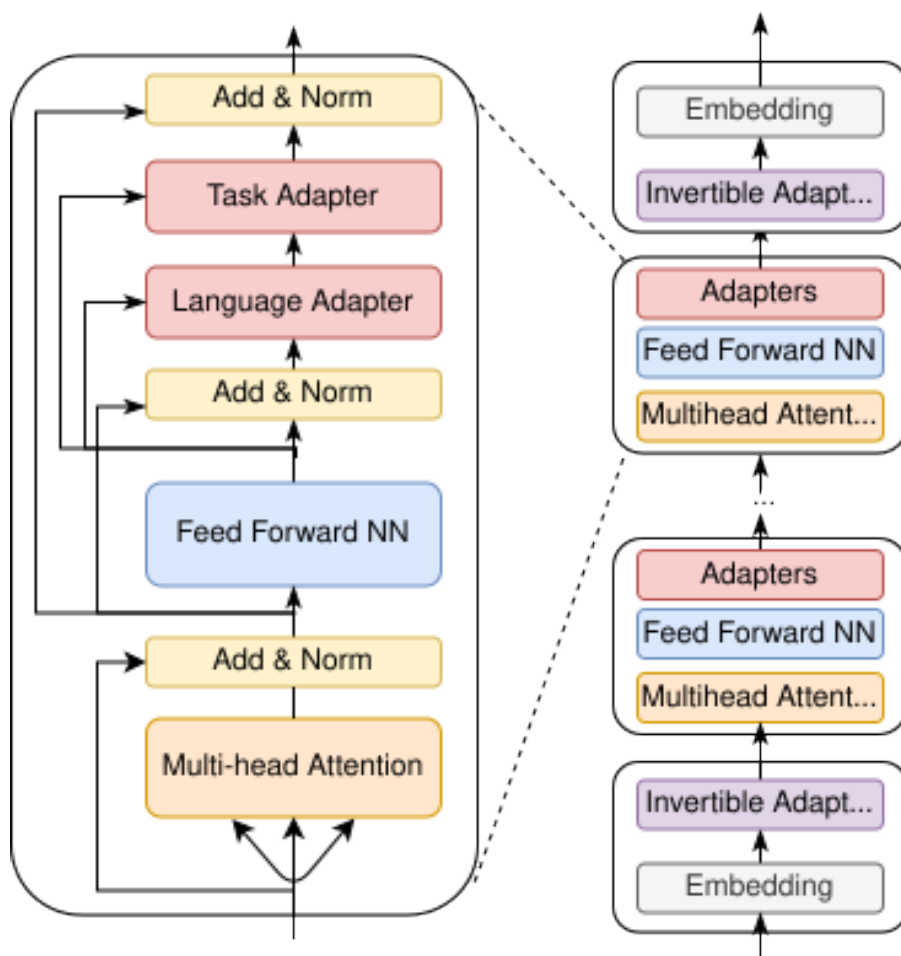 Add & Norm
Task Adapter
Language Adapter
Add & Norm
Feed Forward NN
Add & Norm
Multi-head Attention
Embedding
Invertible Adapt...
Adapters
Feed Forward NN
Multihead Attent...
...
Adapters
Feed Forward NN
Multihead Attent...
Invertible Adapt...
Embedding